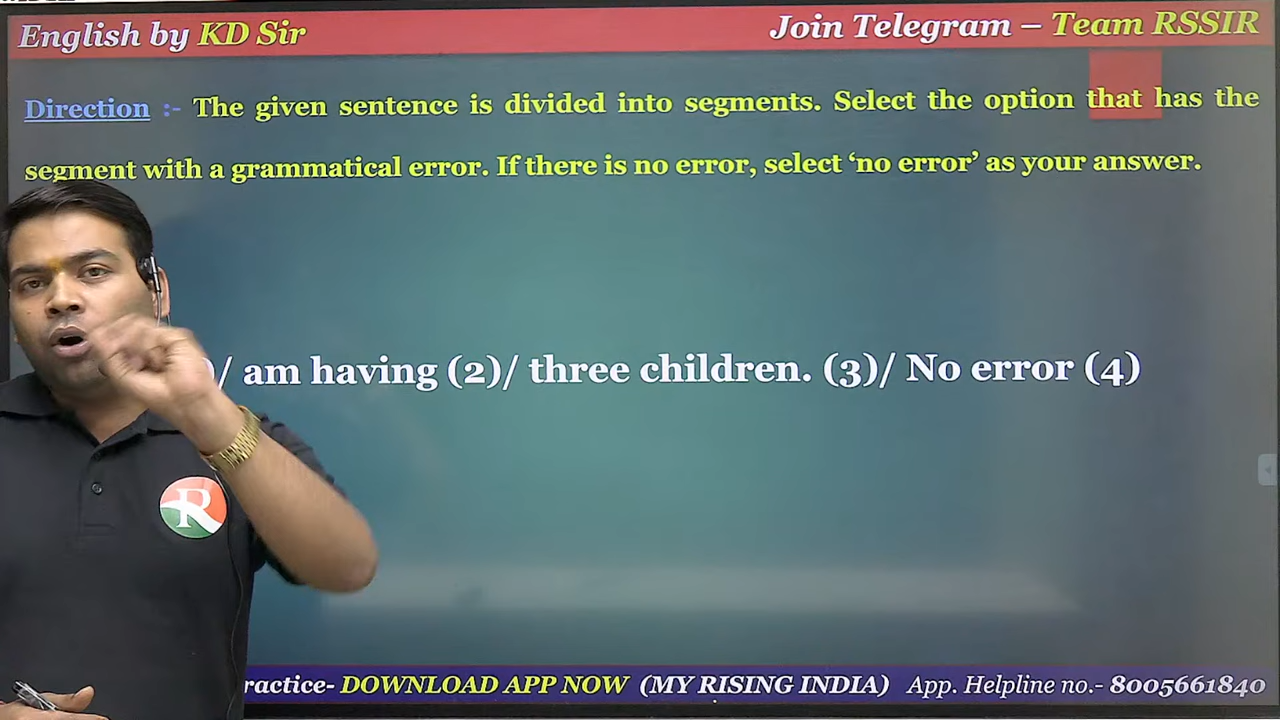 English by KD Sir
Join Telegram – Team RSSIR
Direction :- The given sentence is divided into segments. Select the option that has the
segment with a grammatical error. If there is no error, select ‘no error’ as your answer.
)/ am having (2)/ three children. (3)/ No error (4)
R
ractice- DOWNLOAD APP NOW (MY RISING INDIA) App. Helpline no.- 8005661840